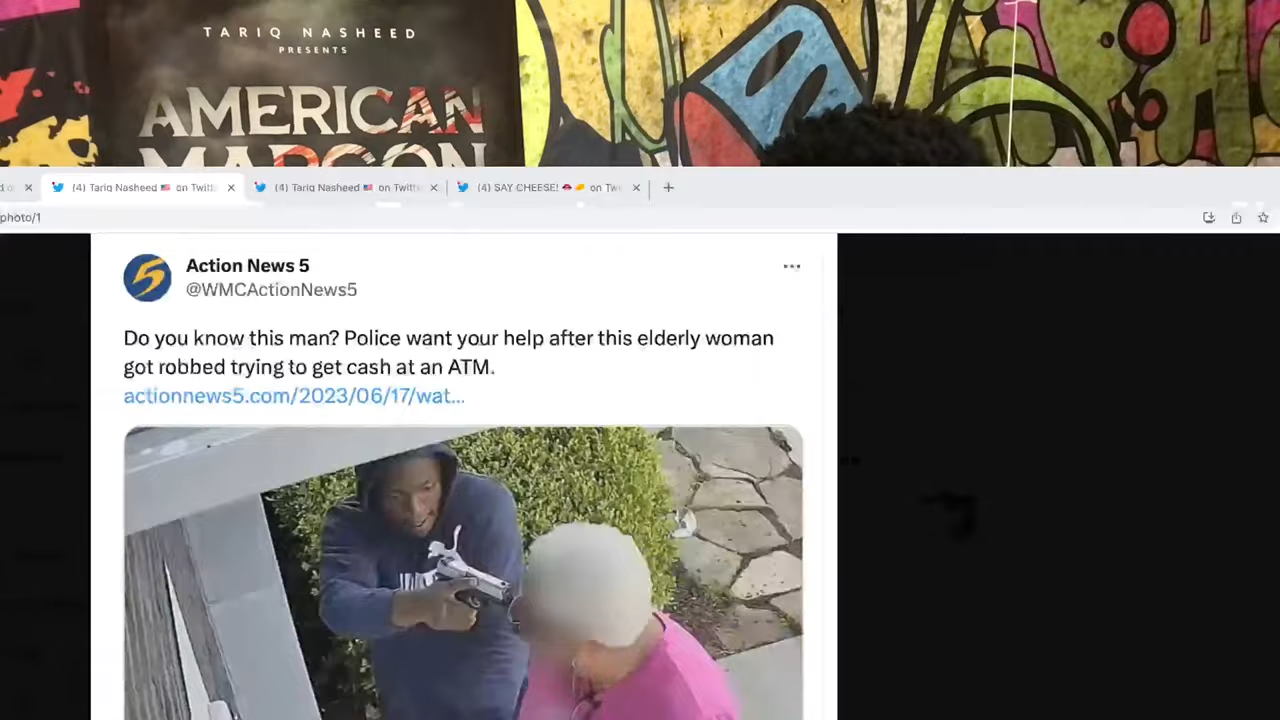 TARIQ NASHEED
PRESENTS
AMERICAN
MAROON
(4) Tariq Nasheed 🇺🇸 on Twitt
(4) Tariq Nasheed 🇺🇸 on Twitt
(4) SAY CHEESE! on Tw
photo/1
Action News 5
@WMCActionNews5
Do you know this man? Police want your help after this elderly woman
got robbed trying to get cash at an ATM.
actionnews5.com/2023/06/17/wat...